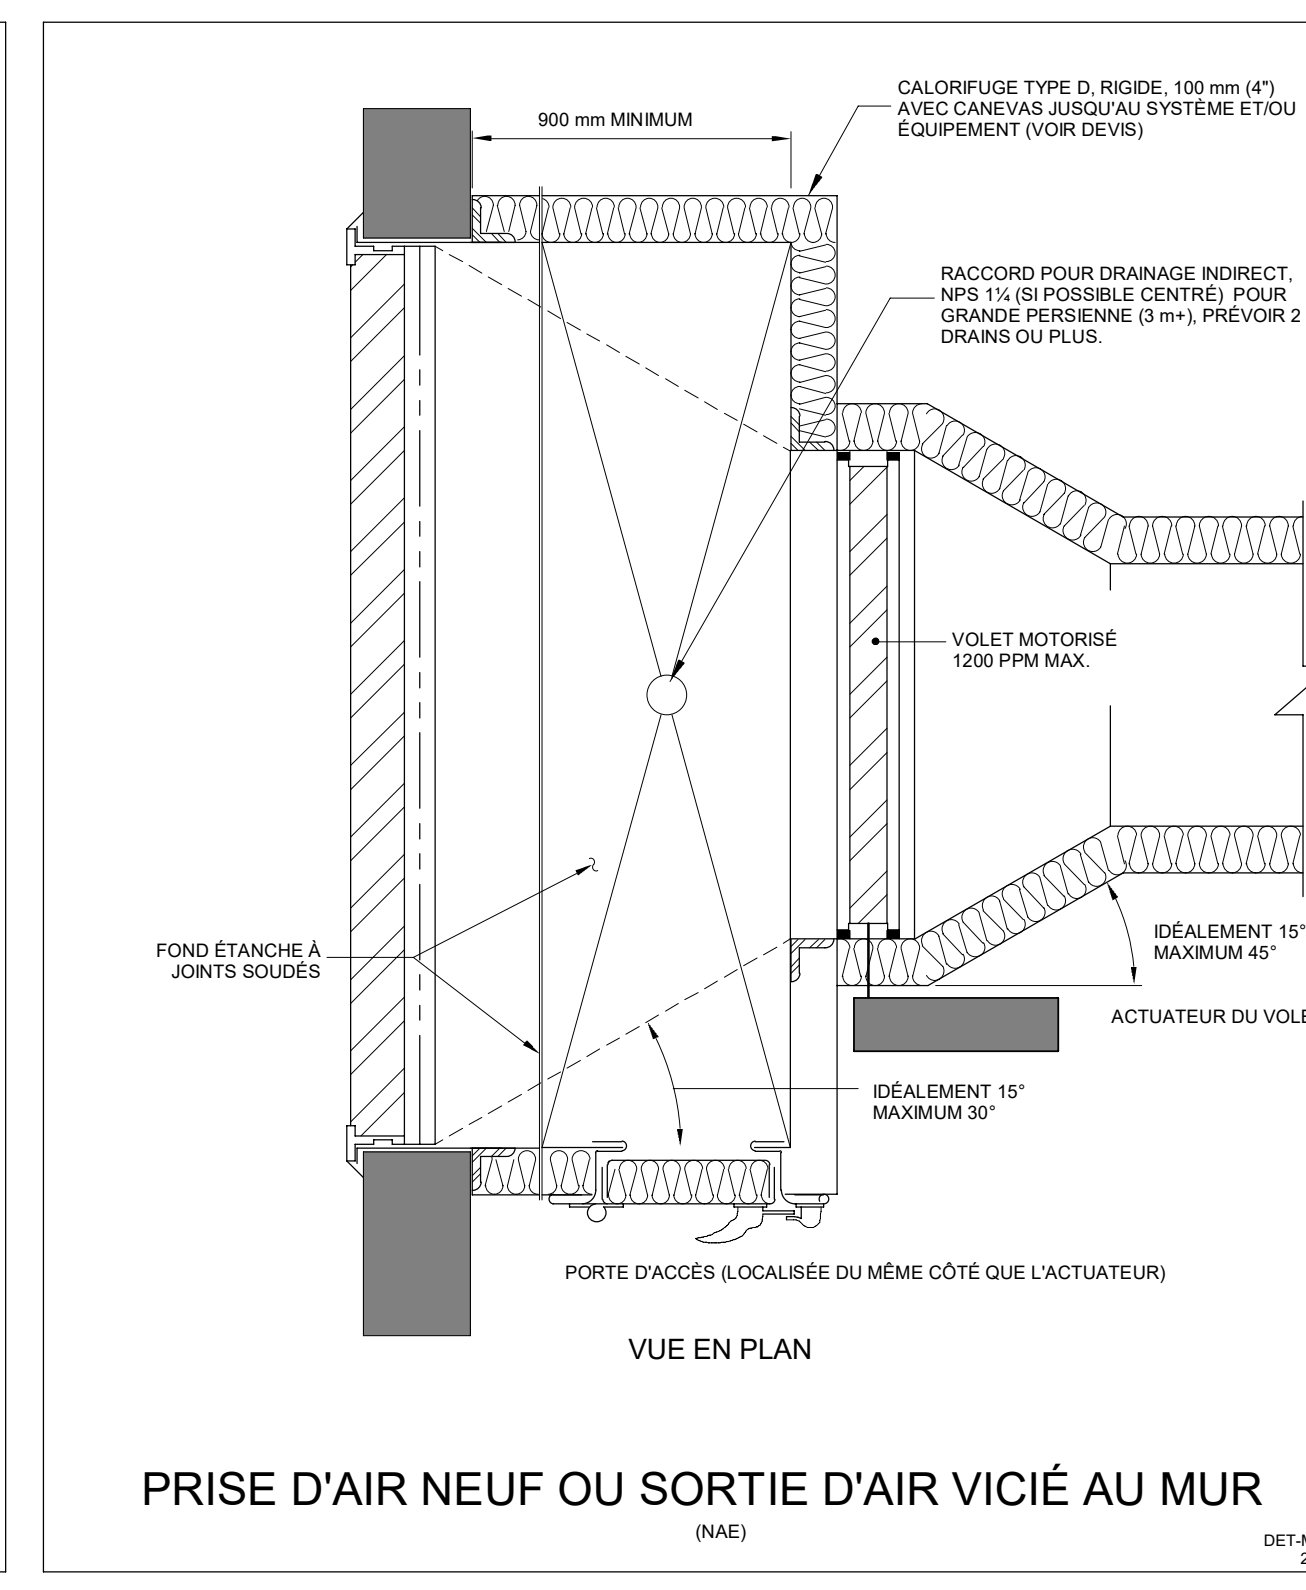 900 mm MINIMUM
CALORIFUGE TYPE D, RIGIDE, 100 mm (4")
AVEC CANEVAS JUSQU'AU SYSTÈME ET/OU
ÉQUIPEMENT (VOIR DEVIS)
RACCORD POUR DRAINAGE INDIRECT,
NPS 1¼ (SI POSSIBLE CENTRÉ) POUR
GRANDE PERSIENNE (3 m+), PRÉVOIR 2
DRAINS OU PLUS.
VOLET MOTORISÉ
1200 PPM MAX.
FOND ÉTANCHE À
JOINTS SOUDÉS
IDÉALEMENT 15°
MAXIMUM 45°
ACTUATEUR DU
IDÉALEMENT 15°
MAXIMUM 30°
PORTE D'ACCÈS (LOCALISÉE DU MÊME CÔTÉ QUE L'ACTUATEUR)
VUE EN PLAN
PRISE D'AIR NEUF OU SORTIE D'AIR VICIÉ AU MUR
(NAE)